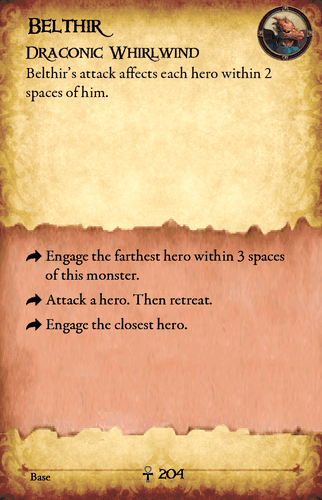 Belthir
Draconic Whirlwind
Belthir's attack affects each hero within 2
spaces of him.
Engage the farthest hero within 3 spaces
of this monster.
Attack a hero. Then retreat.
Engage the closest hero.
Base
204